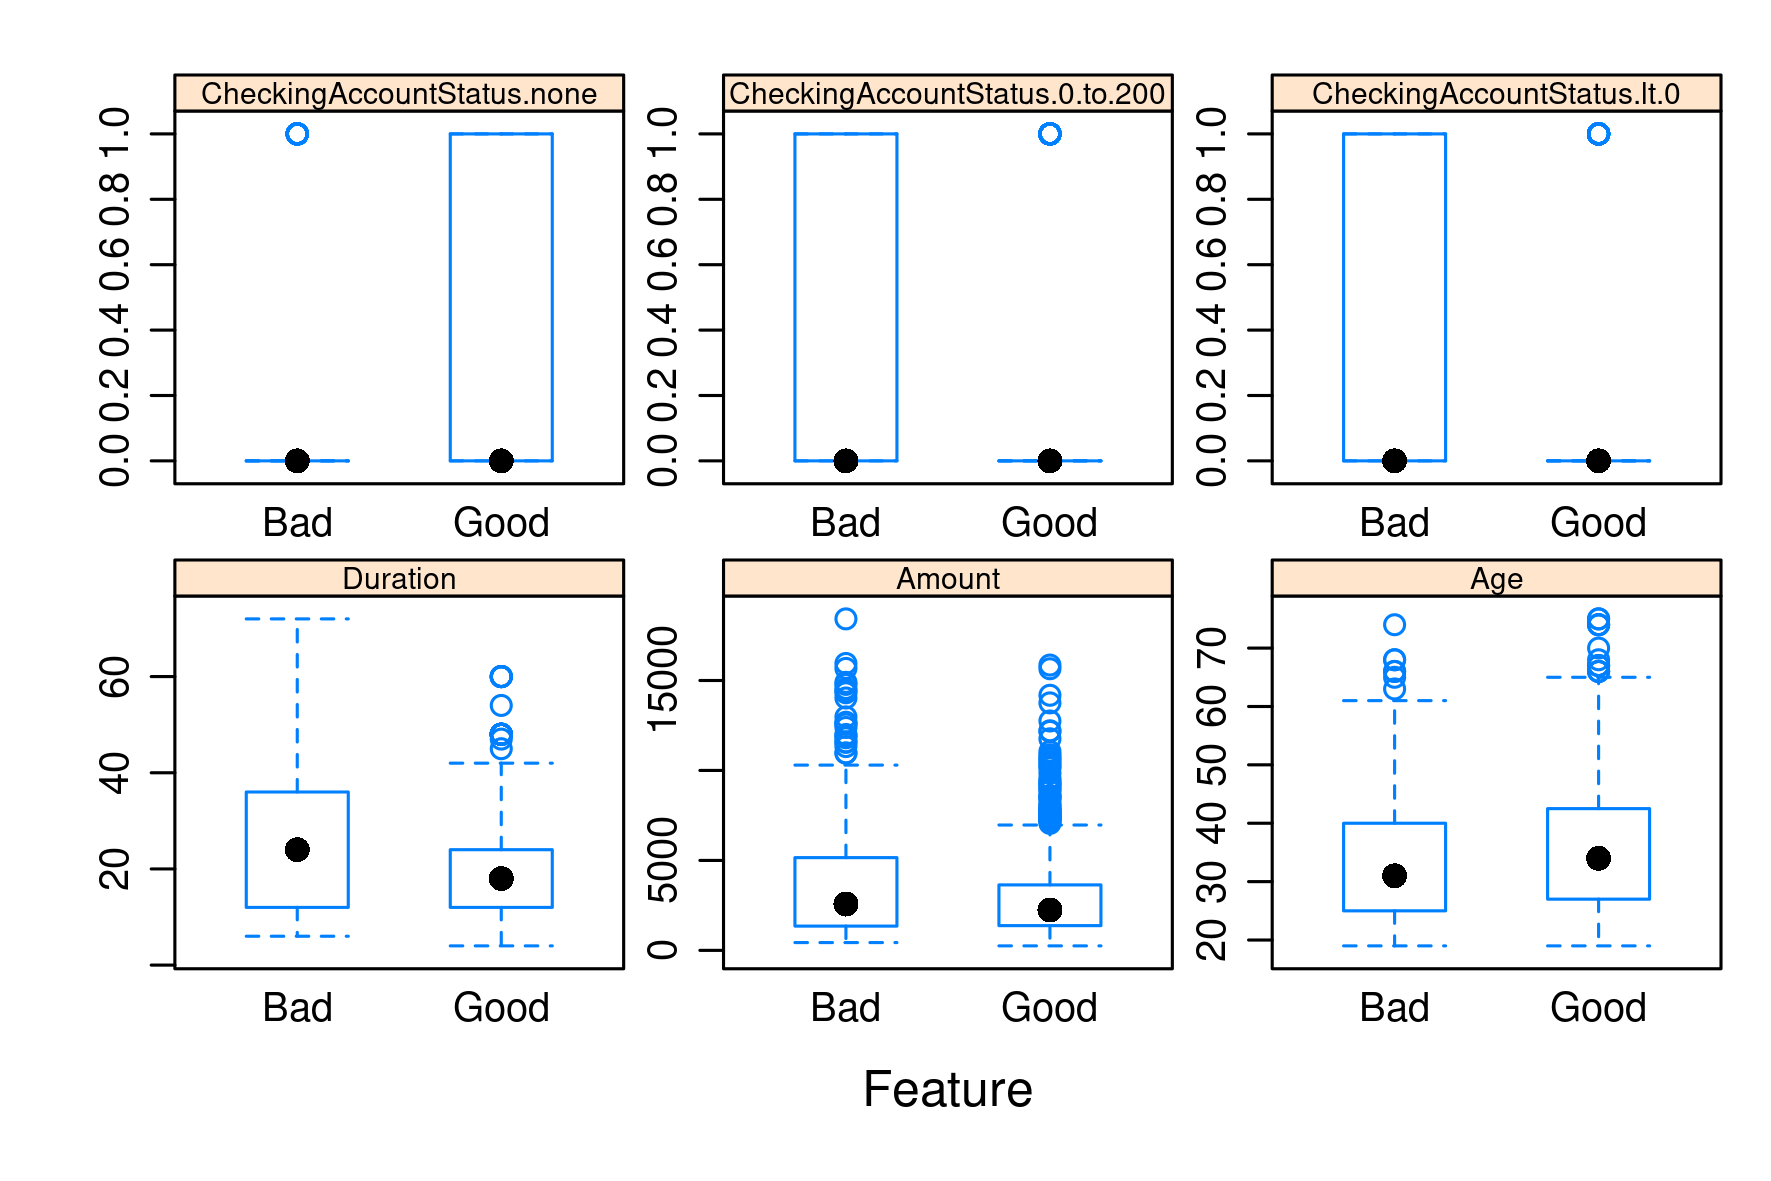 CheckingAccountStatus.none CheckingAccountStatus.0.to.200 CheckingAccountStatus.lt.0
0.0 0.2 0.4 0.6 0.8 1.0
0.0 0.2 0.4 0.6 0.8 1.0
0.0 0.2 0.4 0.6 0.8 1.0
Bad Good Bad Good Bad Good
Duration Amount Age
20 40 60
0 5000 15000
20 30 40 50 60 70
Bad Good Bad Good Bad Good
Feature